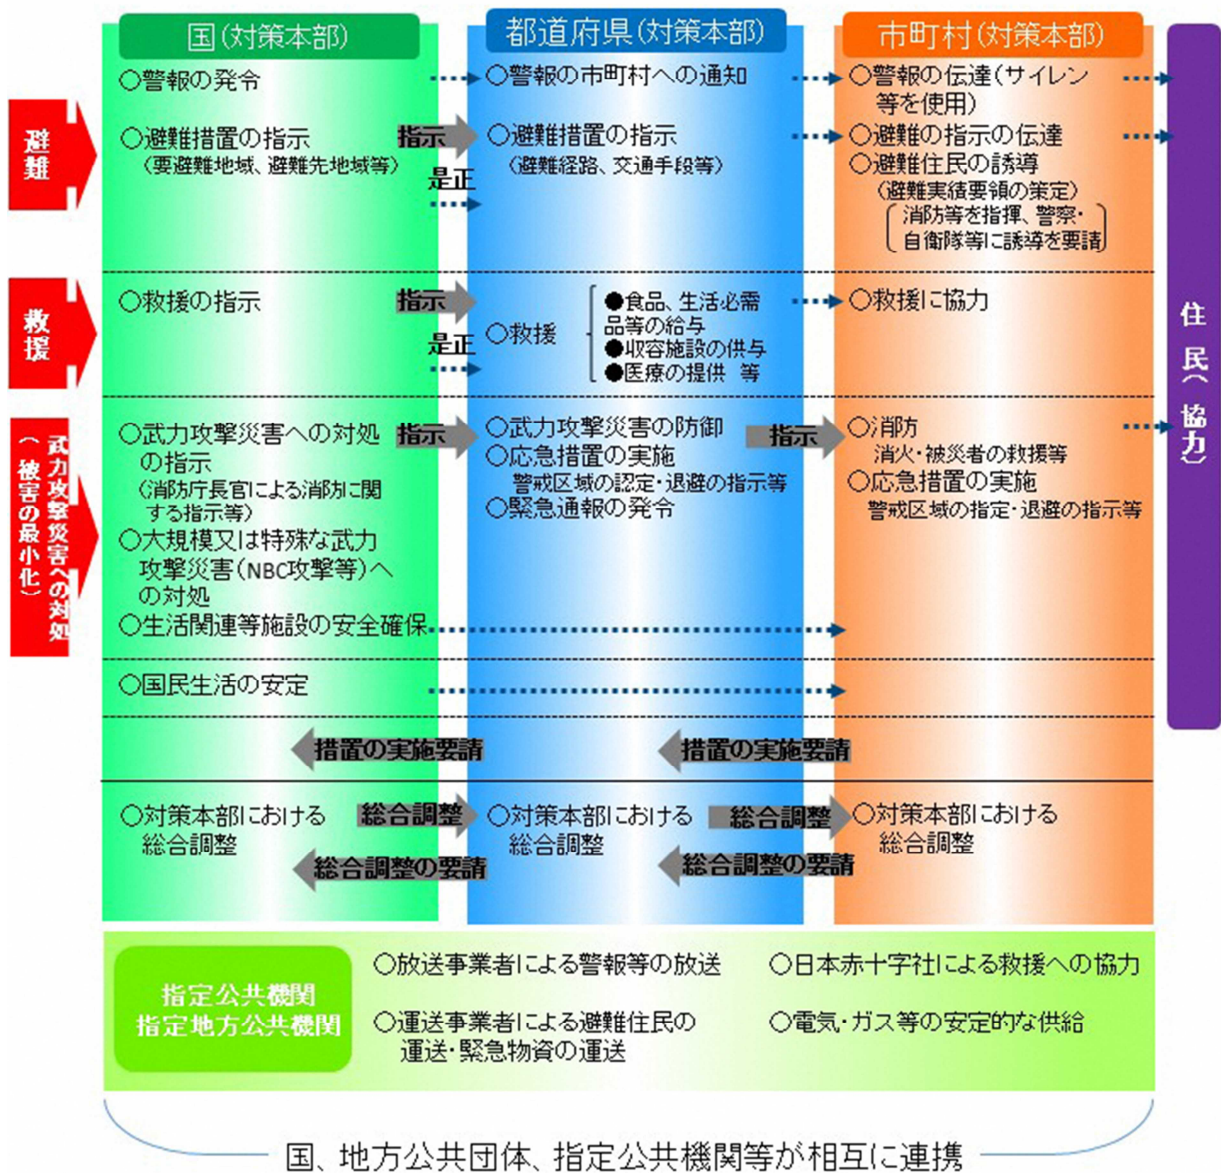 国(対策本部)
都道府県(対策本部)
市町村(対策本部)
住民(協力)
避難
○警報の発令
○警報の市町村への通知
○警報の伝達(サイレン
等を使用)
○避難措置の指示
(要避難地域、避難先地域等)
指示
是正
○避難措置の指示
(避難経路、交通手段等)
○避難の指示の伝達
○避難住民の誘導
(避難実績要領の策定)
消防等を指揮、警察・
自衛隊等に誘導を要請
救援
○救援の指示
指示
是正
○救援
●食品、生活必需
品等の給与
●収容施設の供与
●医療の提供 等
○救援に協力
武力攻撃災害への対処
(被害の最小化)
○武力攻撃災害への対処
の指示
(消防庁長官による消防に関
する指示等)
○大規模又は特殊な武力
攻撃災害(NBC攻撃等)へ
の対処
○生活関連等施設の安全確保
指示
○武力攻撃災害の防御
○応急措置の実施
警戒区域の認定・退避の指示等
○緊急通報の発令
指示
○消防
消火・被災者の救援等
○応急措置の実施
警戒区域の指定・退避の指示等
○国民生活の安定
措置の実施要請
措置の実施要請
○対策本部における
総合調整
総合調整
総合調整の要請
○対策本部における
総合調整
総合調整
総合調整の要請
○対策本部における
総合調整
指定公共機関
指定地方公共機関
○放送事業者による警報等の放送
○日本赤十字社による救援への協力
○運送事業者による避難住民の
運送・緊急物資の運送
○電気・ガス等の安定的な供給
国、地方公共団体、指定公共機関等が相互に連携